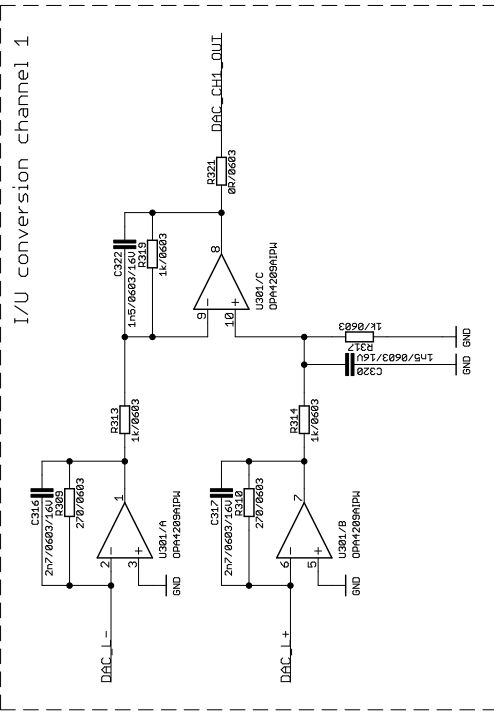 I/U conversion channel 1
DAC_CH1_OUT
R321
0R/0603
C322
1n5/0603/16V
R319
1k/0603
8
9
10
U301/C
OPA4209AIPW
R317
1k/0603
C320
1n5/0603/16V
GND
GND
R313
1k/0603
R314
1k/0603
C316
2n7/0603/16V
R309
270/0603
1
2
3
U301/A
OPA4209AIPW
GND
DAC_L-
C317
2n7/0603/16V
R310
270/0603
7
6
5
U301/B
OPA4209AIPW
GND
DAC_L+